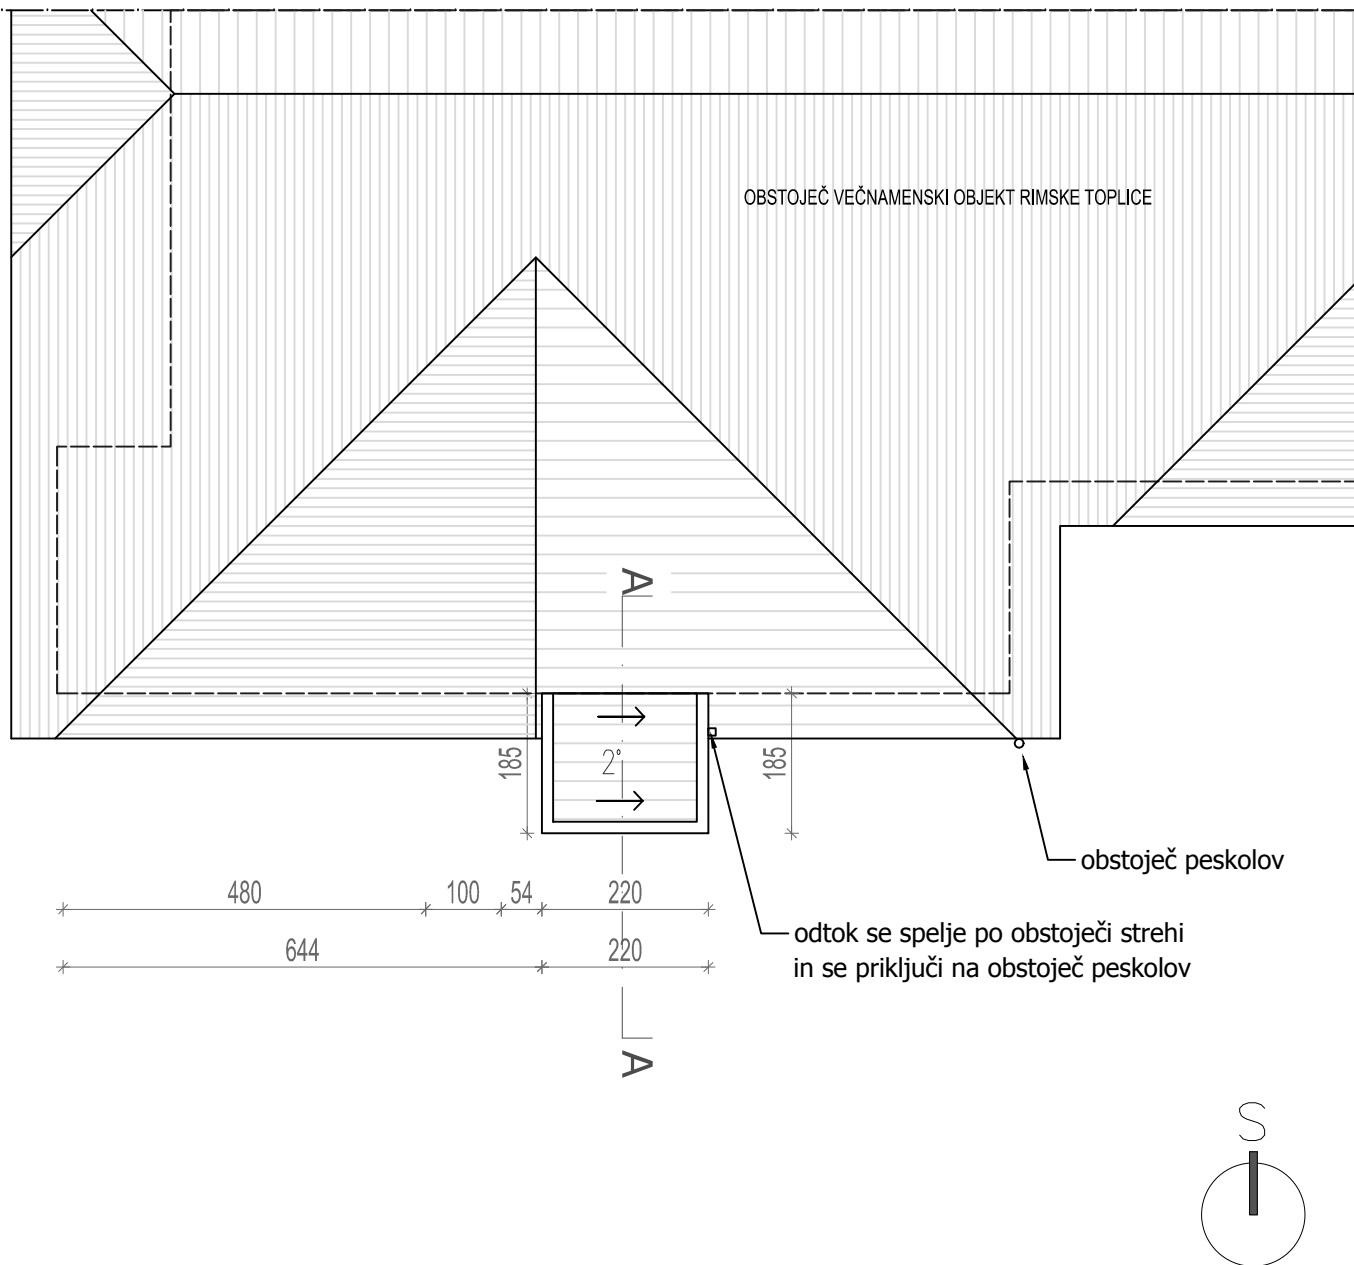 OBSTOJEČ VEČNAMENSKI OBJEKT RIMSKE TOPLICE
A
185
2°
185
obstoječ peskolov
480
100
54
220
odtok se spelje po obstoječi strehi
in se priključi na obstoječ peskolov
644
220
A
S